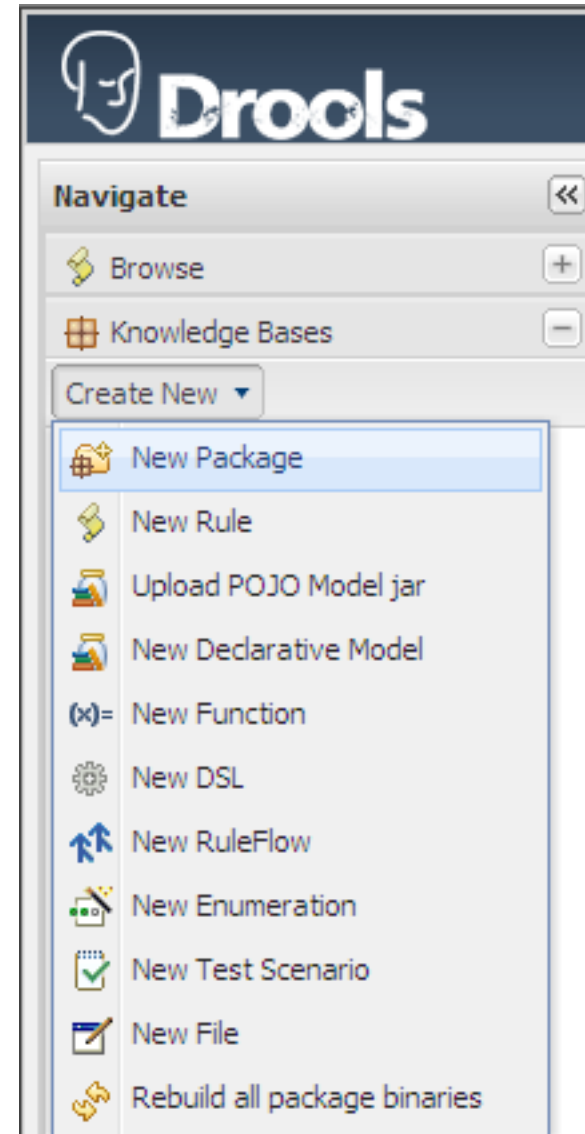 Drools
Navigate
Browse
Knowledge Bases
Create New
New Package
New Rule
Upload POJO Model jar
New Declarative Model
(x)= New Function
New DSL
New RuleFlow
New Enumeration
New Test Scenario
New File
Rebuild all package binaries